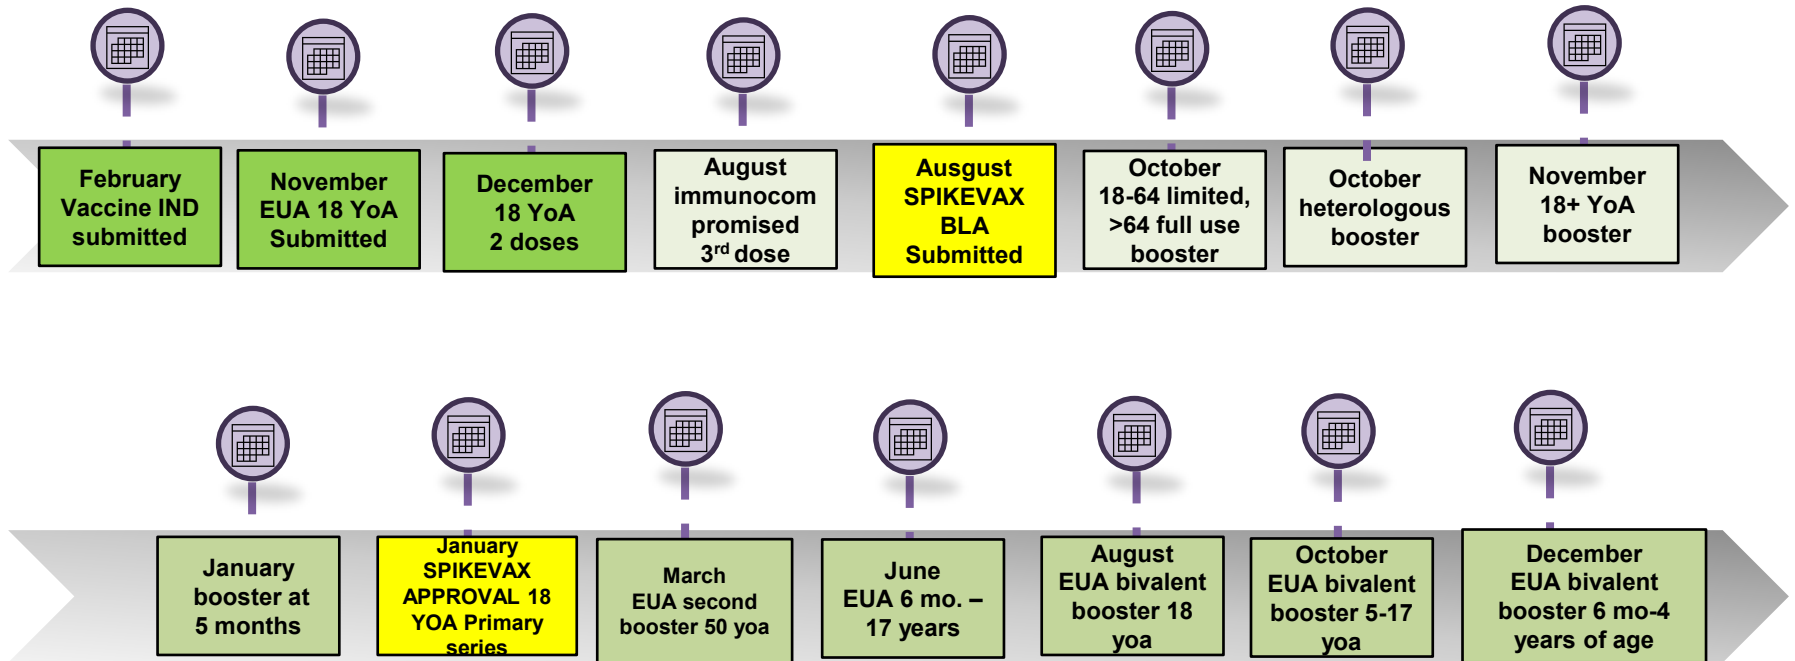 February
Vaccine IND
submitted
November
EUA 18 YoA
Submitted
December
18 YoA
2 doses
August
immunocom
promised
3rd dose
Ausgust
SPIKEVAX
BLA
Submitted
October
18-64 limited,
>64 full use
booster
October
heterologous
booster
November
18+ YoA
booster
January
booster at
5 months
January
SPIKEVAX
APPROVAL 18
YOA Primary
series
March
EUA second
booster 50 yoa
June
EUA 6 mo. –
17 years
August
EUA bivalent
booster 18
yoa
October
EUA bivalent
booster 5-17
yoa
December
EUA bivalent
booster 6 mo-4
years of age